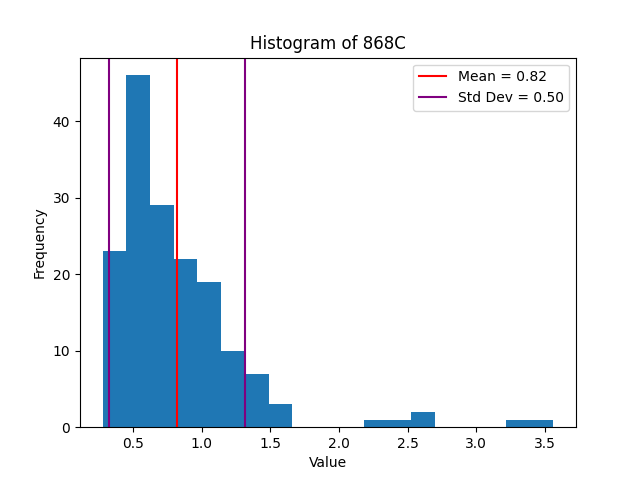 Histogram of 868C
Mean = 0.82
Std Dev = 0.50
Frequency
40
30
20
10
0
0.5 1.0 1.5 2.0 2.5 3.0 3.5
Value